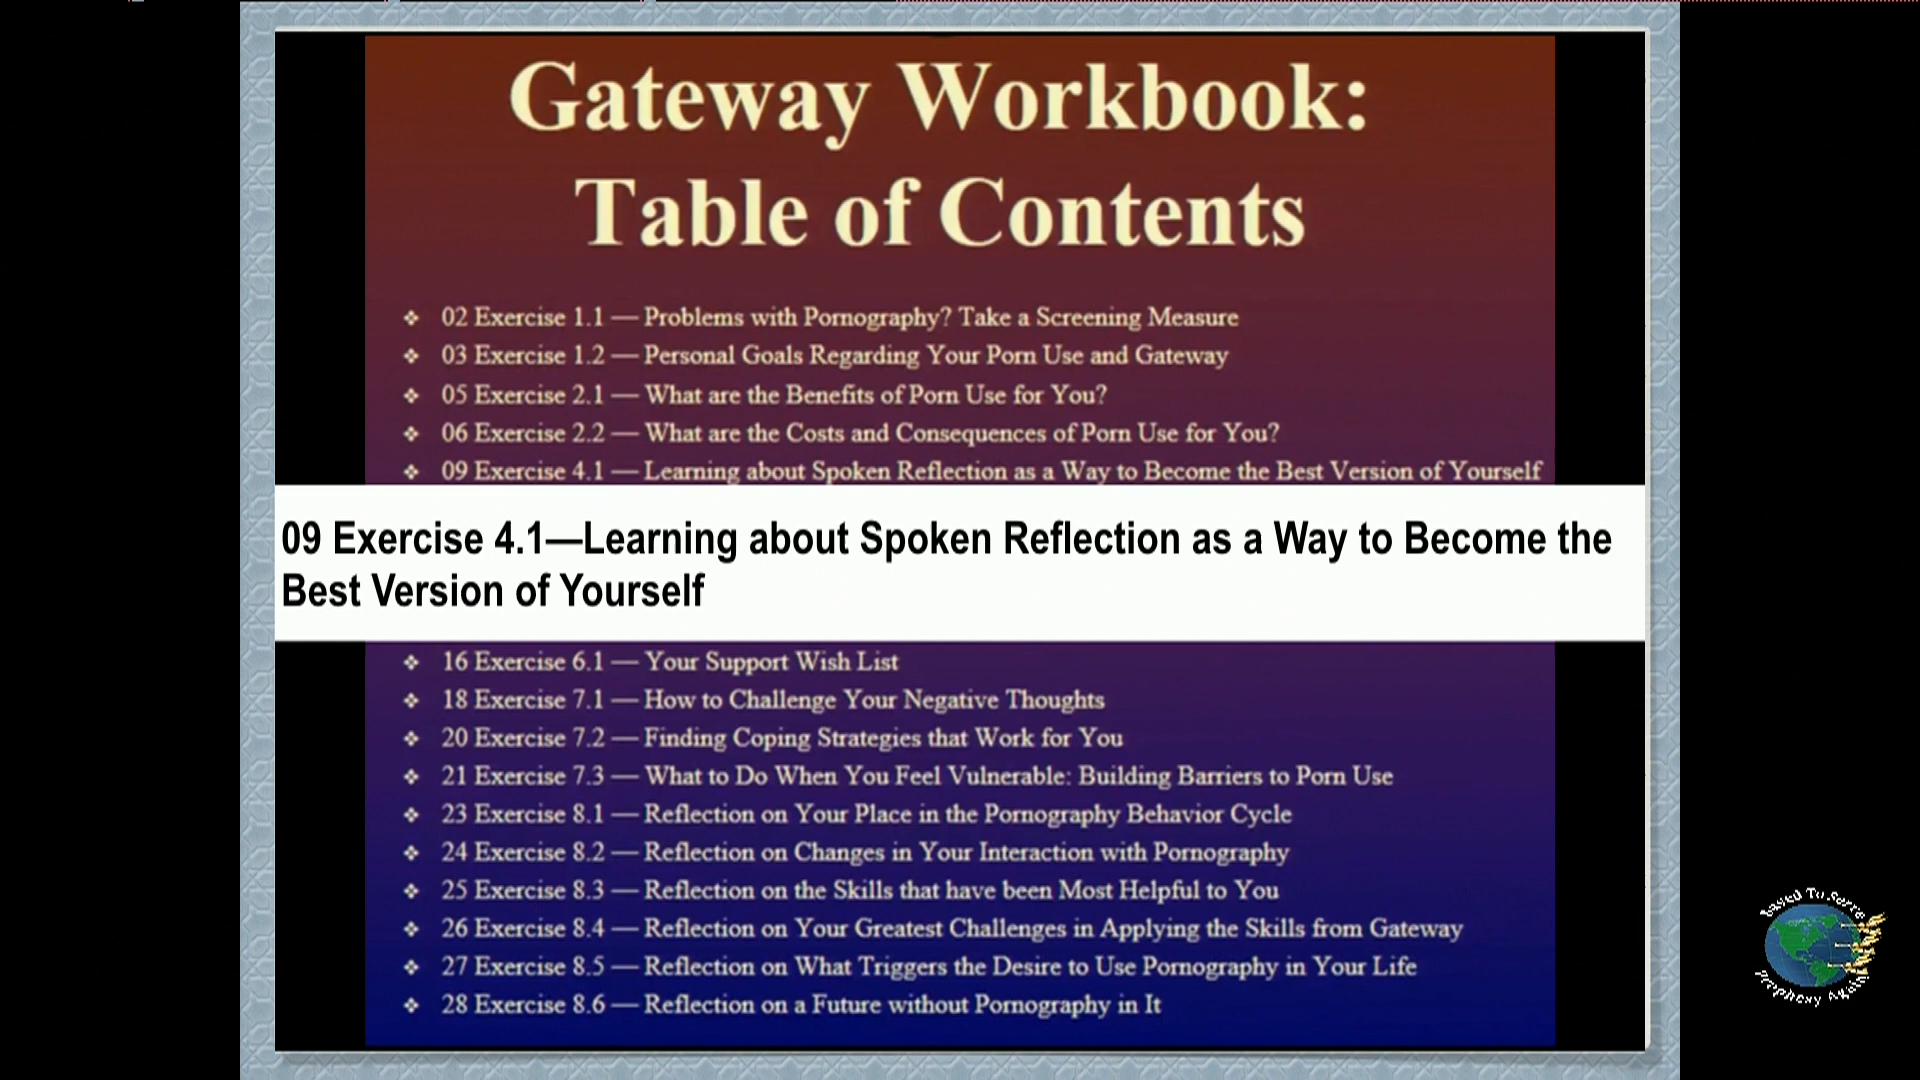 Gateway Workbook:
Table of Contents
❖ 02 Exercise 1.1 — Problems with Pornography? Take a Screening Measure
❖ 03 Exercise 1.2 — Personal Goals Regarding Your Porn Use and Gateway
❖ 05 Exercise 2.1 — What are the Benefits of Porn Use for You?
❖ 06 Exercise 2.2 — What are the Costs and Consequences of Porn Use for You?
❖ 09 Exercise 4.1 — Learning about Spoken Reflection as a Way to Become the Best Version of Yourself
09 Exercise 4.1—Learning about Spoken Reflection as a Way to Become the
Best Version of Yourself
❖ 16 Exercise 6.1 — Your Support Wish List
❖ 18 Exercise 7.1 — How to Challenge Your Negative Thoughts
❖ 20 Exercise 7.2 — Finding Coping Strategies that Work for You
❖ 21 Exercise 7.3 — What to Do When You Feel Vulnerable: Building Barriers to Porn Use
❖ 23 Exercise 8.1 — Reflection on Your Place in the Pornography Behavior Cycle
❖ 24 Exercise 8.2 — Reflection on Changes in Your Interaction with Pornography
❖ 25 Exercise 8.3 — Reflection on the Skills that have been Most Helpful to You
❖ 26 Exercise 8.4 — Reflection on Your Greatest Challenges in Applying the Skills from Gateway
❖ 27 Exercise 8.5 — Reflection on What Triggers the Desire to Use Pornography in Your Life
❖ 28 Exercise 8.6 — Reflection on a Future without Pornography in It
Prophesy Again